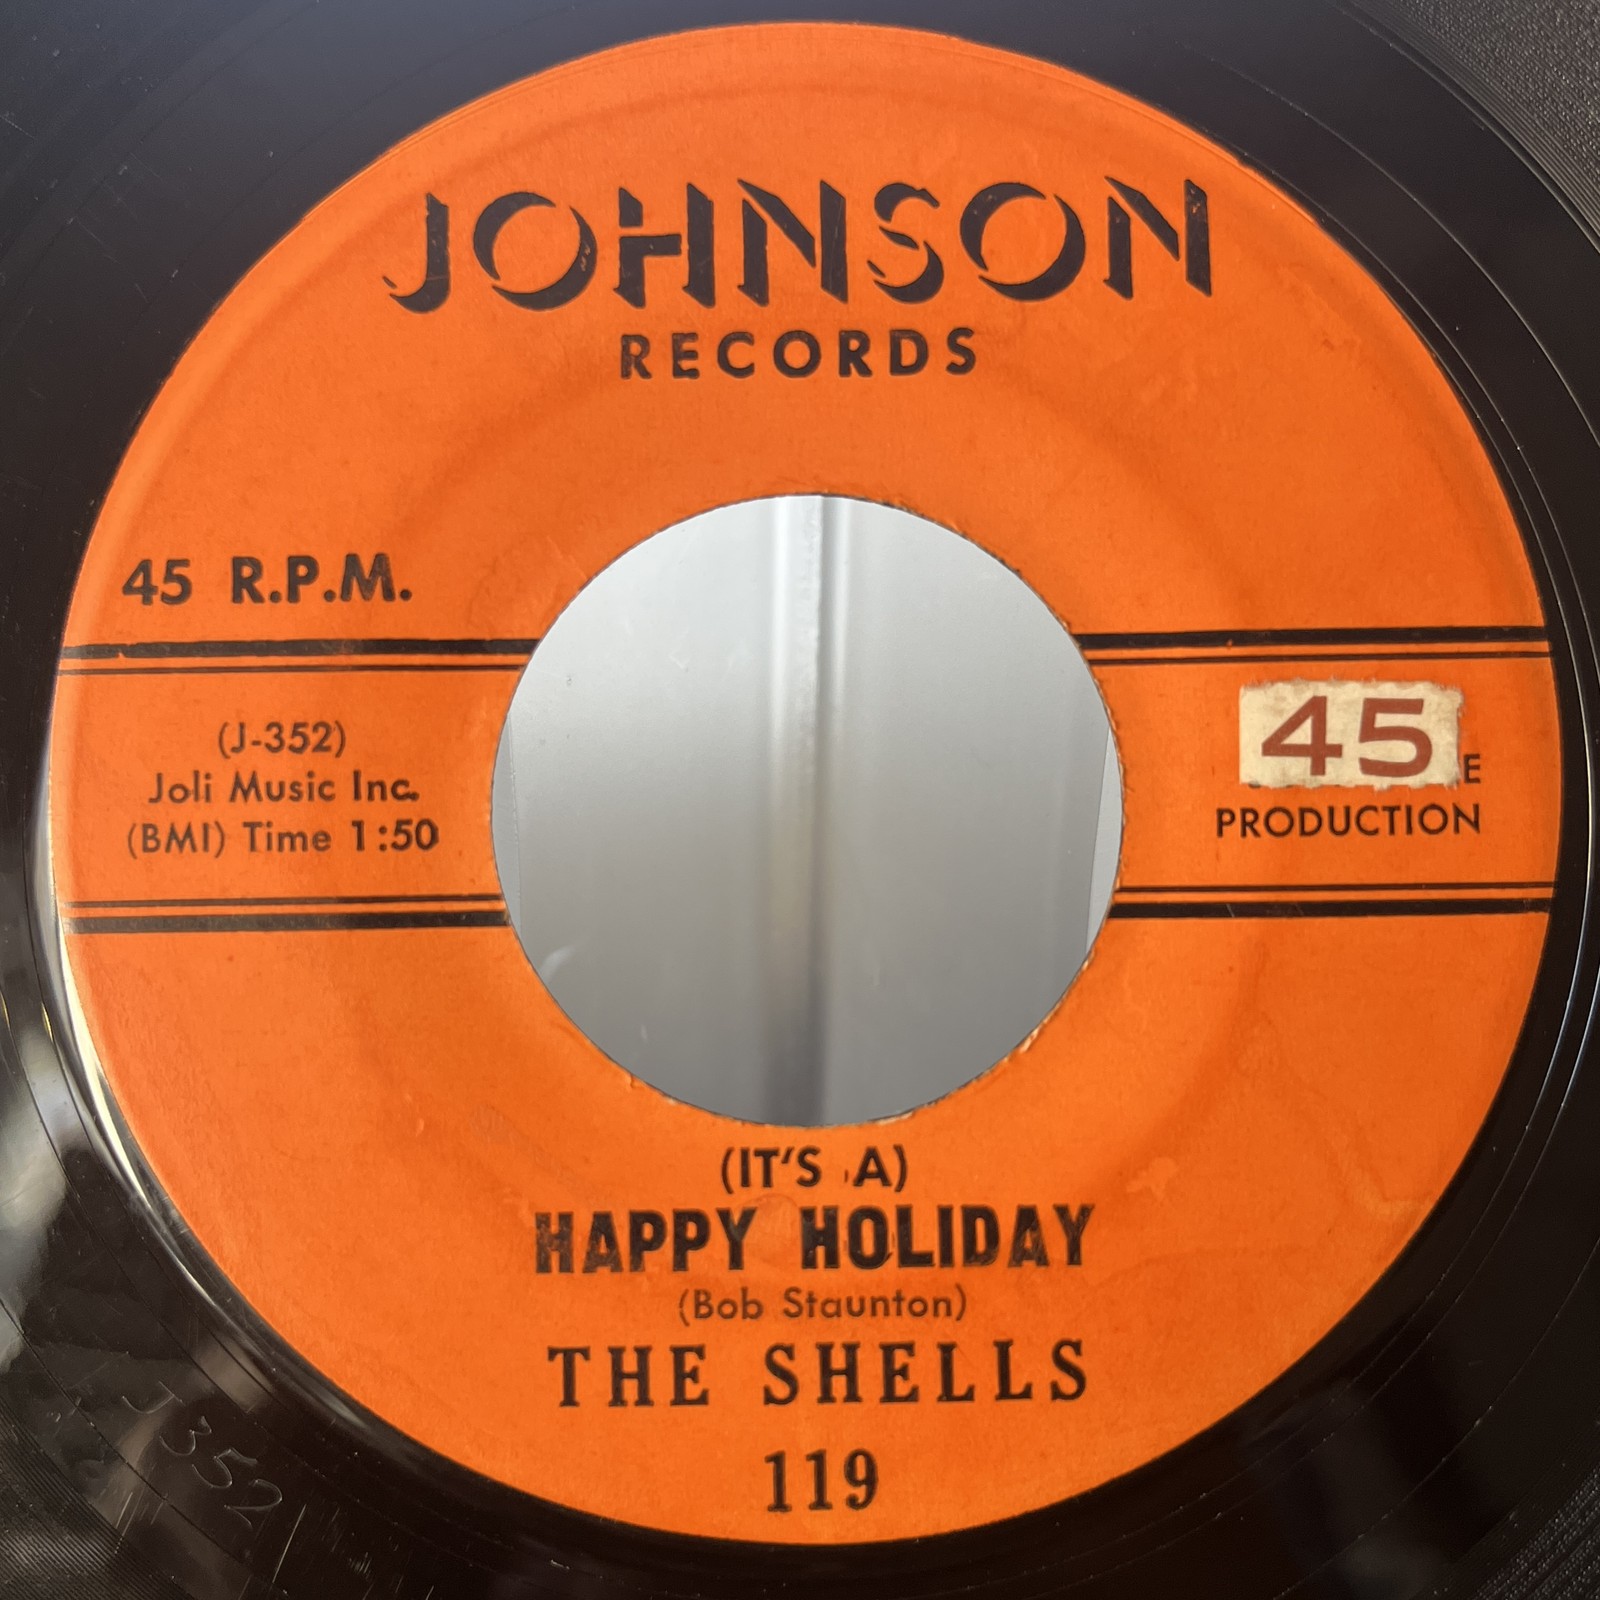 JOHNSON
RECORDS
45 R.P.M.
(J-352)
Joli Music Inc.
(BMI) Time 1:50
45
PRODUCTION
(IT'S A)
HAPPY HOLIDAY
(Bob Staunton)
THE SHELLS
119
J 352